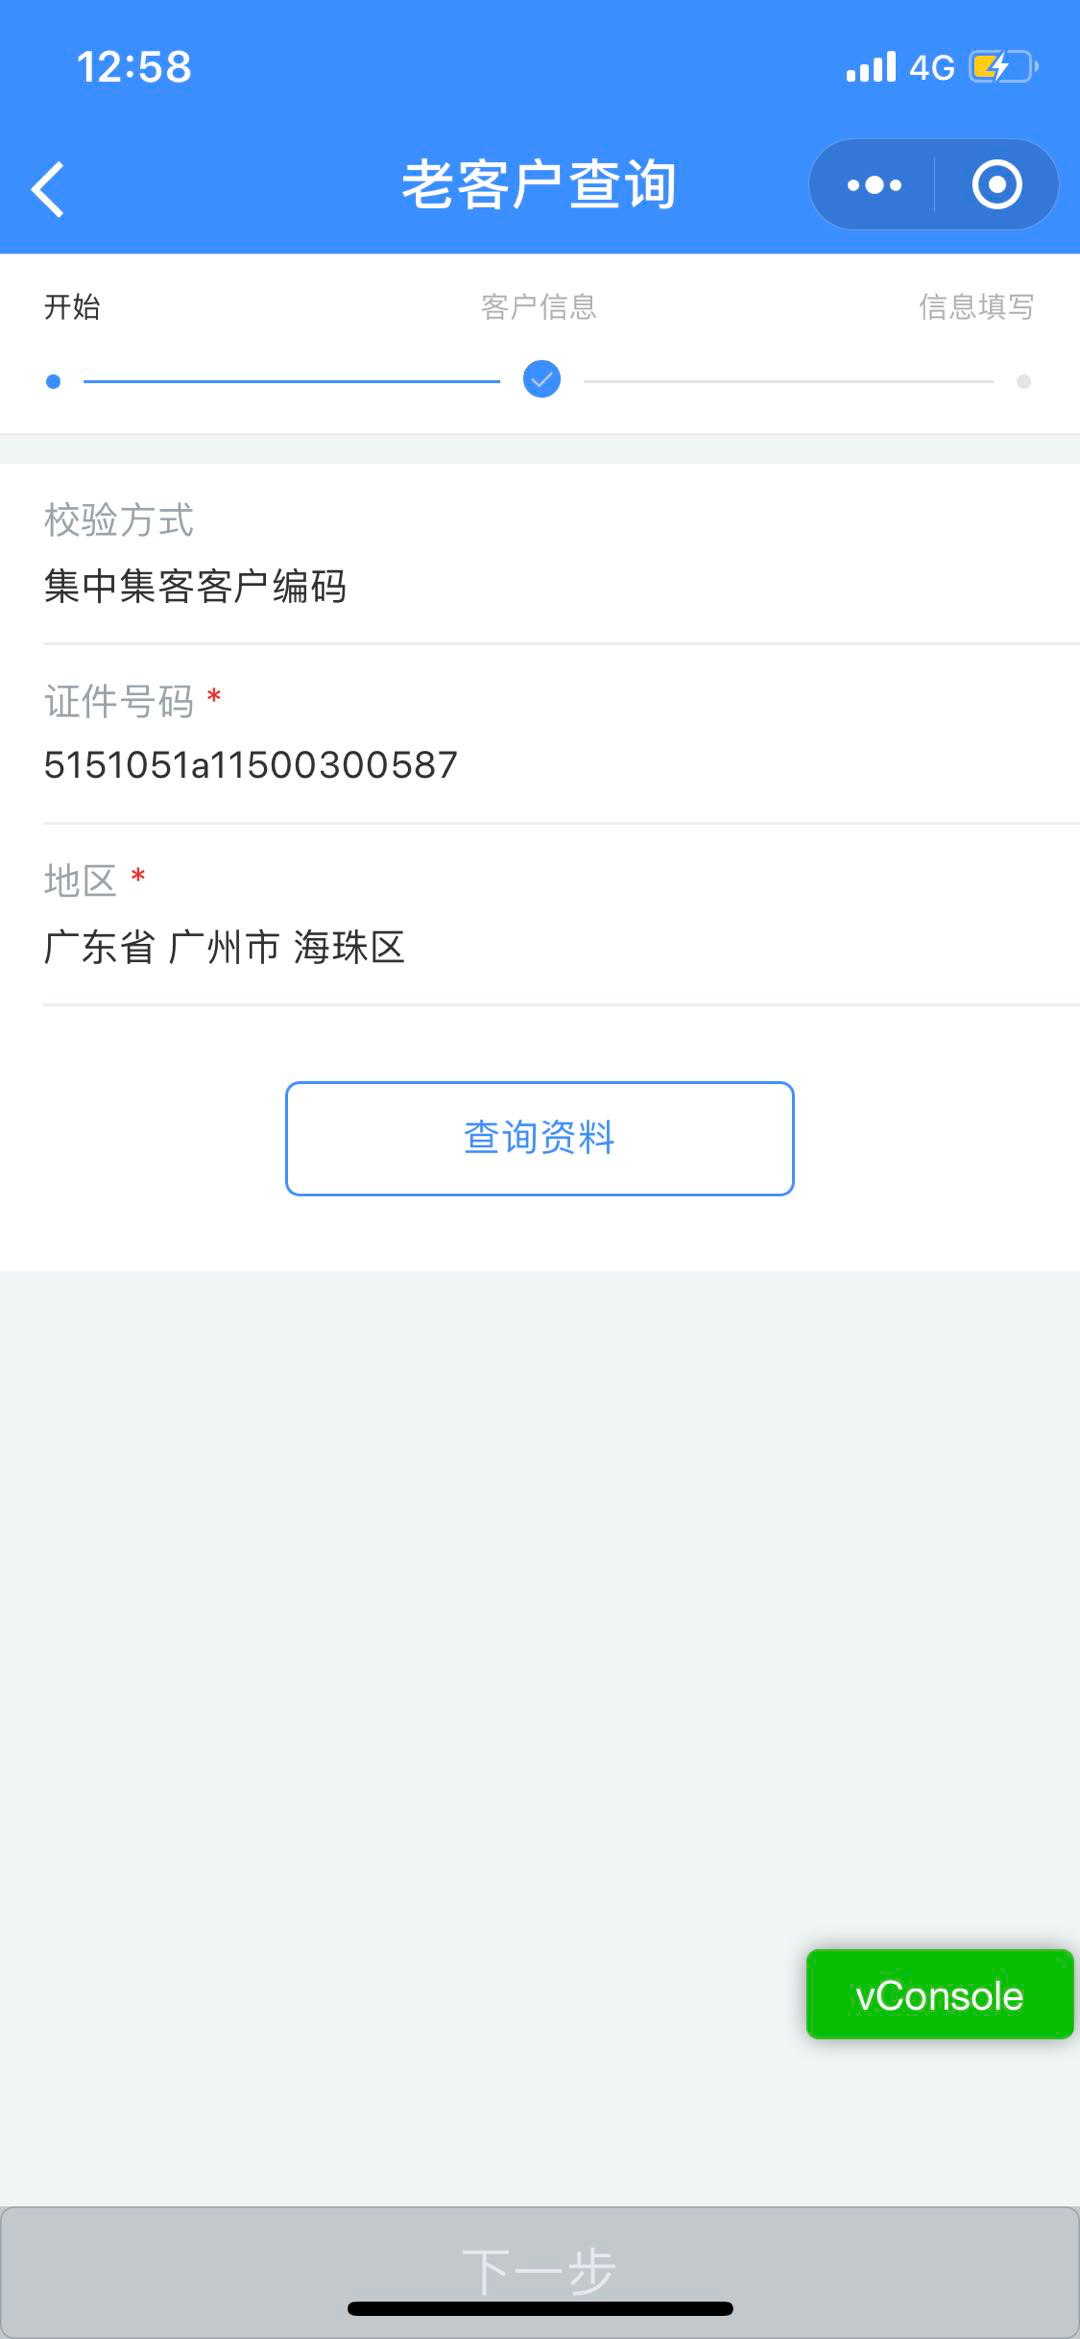 12:58
4G
老客户查询
开始
客户信息
信息填写
校验方式
集中集客客户编码
证件号码 *
5151051a11500300587
地区 *
广东省 广州市 海珠区
查询资料
vConsole
下一步